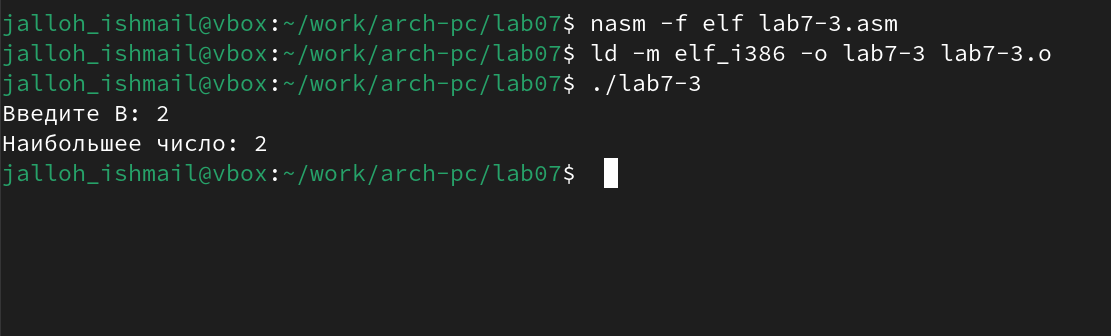 jalloh_ishmail@vbox:~/work/arch-pc/lab07$ nasm -f elf lab7-3.asm
jalloh_ishmail@vbox:~/work/arch-pc/lab07$ ld -m elf_i386 -o lab7-3 lab7-3.o
jalloh_ishmail@vbox:~/work/arch-pc/lab07$ ./lab7-3
Введите В: 2
Наибольшее число: 2
jalloh_ishmail@vbox:~/work/arch-pc/lab07$